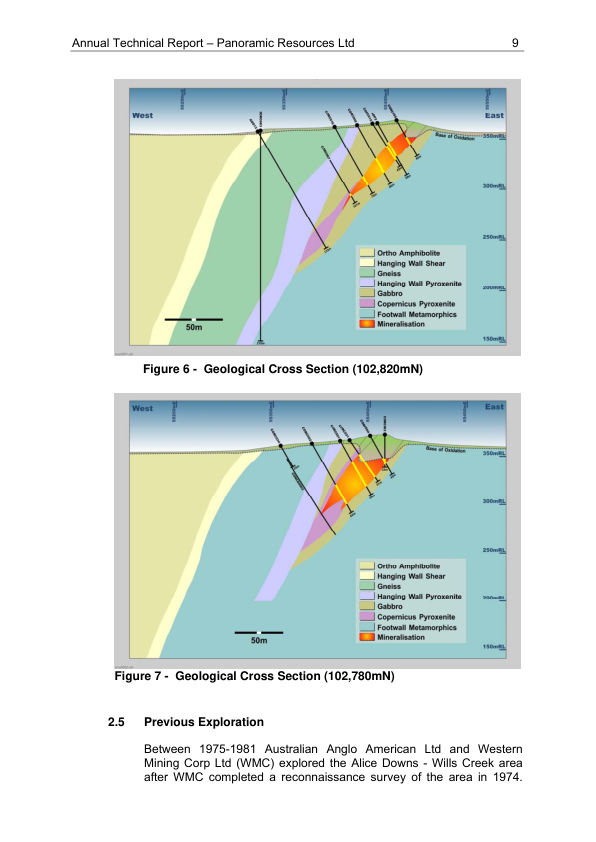 Annual Technical Report – Panoramic Resources Ltd 9
West
East
Base of Oxidation
350mRL
300mRL
250mRL
200mRL
150mRL
Ortho Amphibolite
Hanging Wall Shear
Gneiss
Hanging Wall Pyroxenite
Gabbro
Copernicus Pyroxenite
Footwall Metamorphics
Mineralisation
50m
Figure 6 - Geological Cross Section (102,820mN)
West
East
Base of Oxidation
350mRL
300mRL
250mRL
200mRL
150mRL
Ortho Amphibolite
Hanging Wall Shear
Gneiss
Hanging Wall Pyroxenite
Gabbro
Copernicus Pyroxenite
Footwall Metamorphics
Mineralisation
50m
Figure 7 - Geological Cross Section (102,780mN)
2.5 Previous Exploration
Between 1975-1981 Australian Anglo American Ltd and Western
Mining Corp Ltd (WMC) explored the Alice Downs - Wills Creek area
after WMC completed a reconnaissance survey of the area in 1974.